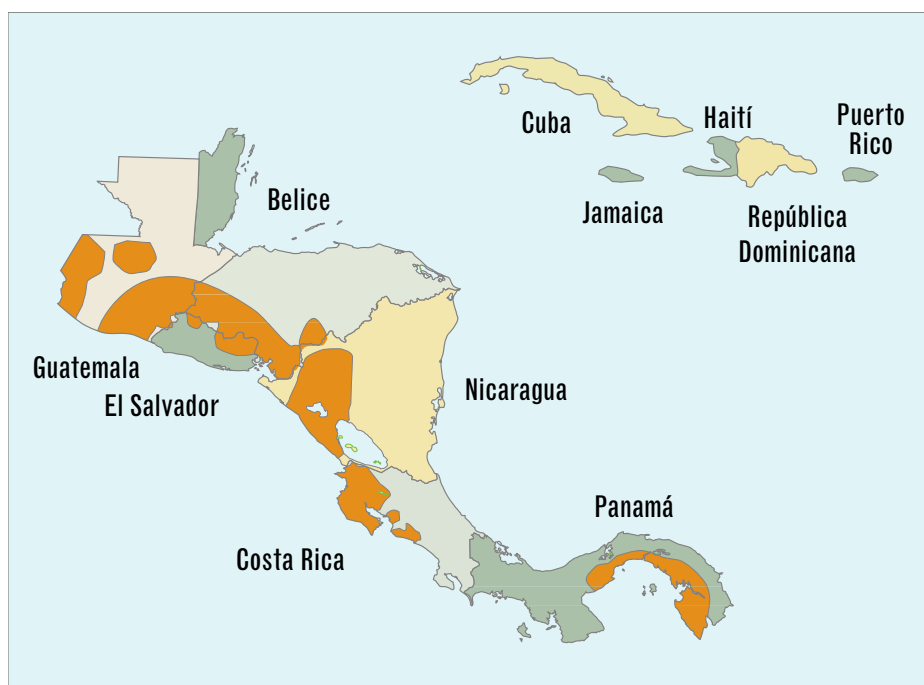 Cuba
Haití
Puerto
Rico
Belice
Jamaica
República
Dominicana
Guatemala
El Salvador
Nicaragua
Panamá
Costa Rica